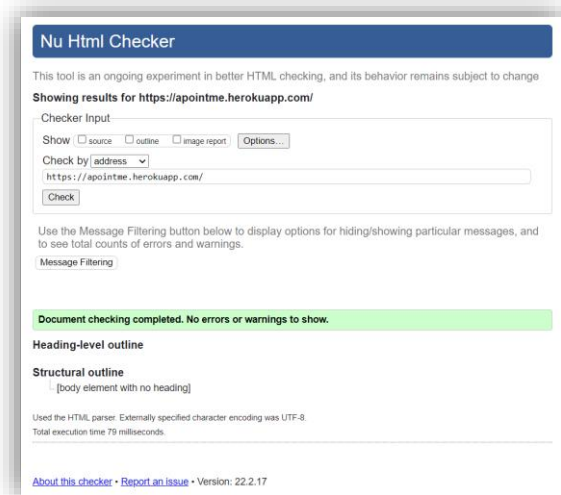 Nu Html Checker
This tool is an ongoing experiment in better HTML checking, and its behavior remains subject to change
Showing results for https://apointme.herokuapp.com/
Checker Input
Show source outline image report Options...
Check by address
https://apointme.herokuapp.com/
Check
Use the Message Filtering button below to display options for hiding/showing particular messages, and
to see total counts of errors and warnings.
Message Filtering
Document checking completed. No errors or warnings to show.
Heading-level outline
Structural outline
[body element with no heading]
Used the HTML parser. Externally specified character encoding was UTF-8.
Total execution time 79 milliseconds.
About this checker • Report an issue • Version: 22.2.17